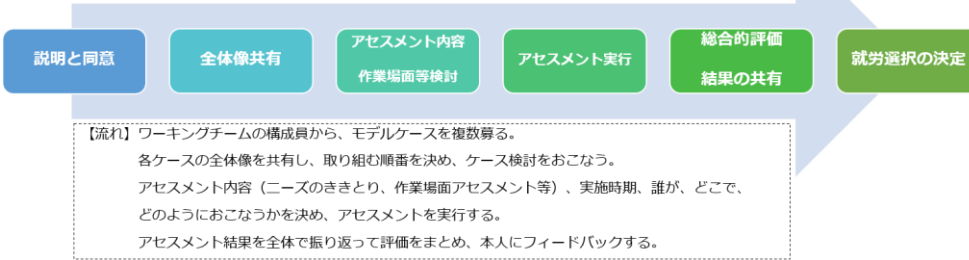 説明と同意
全体像共有
アセスメント内容
作業場面等検討
アセスメント実行
総合的評価
結果の共有
就労選択の決定
【流れ】ワーキングチームの構成員から、モデルケースを複数募る。
各ケースの全体像を共有し、取り組む順番を決め、ケース検討をおこなう。
アセスメント内容（ニーズのききとり、作業場面アセスメント等）、実施時期、誰が、どこで、
どのようにおこなうかを決め、アセスメントを実行する。
アセスメント結果を全体で振り返って評価をまとめ、本人にフィードバックする。